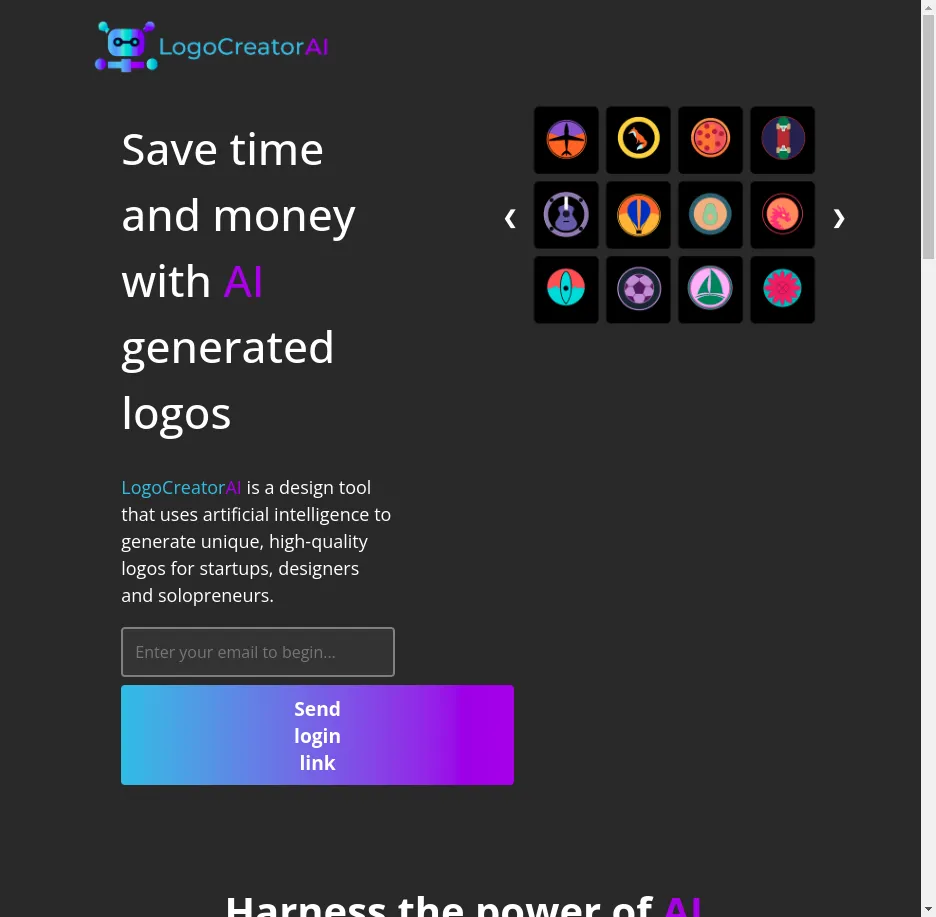 LogoCreatorAI
Save time
and money
with AI
generated
logos
LogoCreatorAI is a design tool
that uses artificial intelligence to
generate unique, high-quality
logos for startups, designers
and solopreneurs.
Enter your email to begin...
Send
login
link
Harness the power of AI